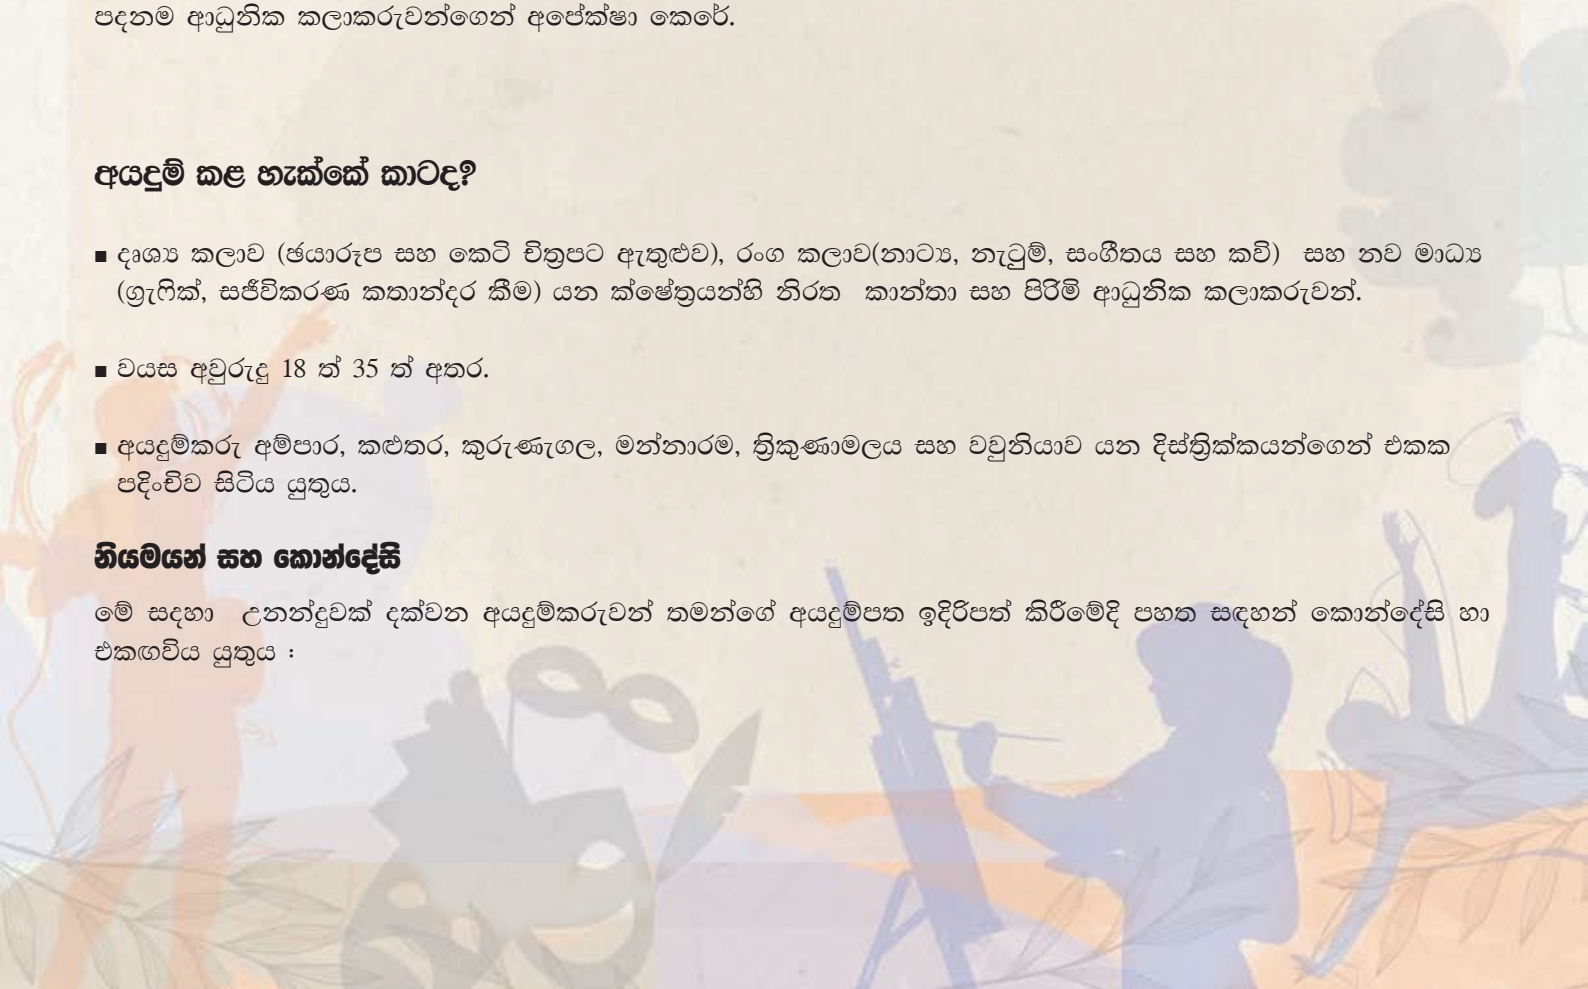 පදනම ආධුනික කලාකරුවන්ගෙන් අපේක්ෂා කෙරේ.
අයදුම් කළ හැක්කේ කාටද?
▪ දෘශ්‍ය කලාව (ඡයාරූප සහ කෙටි චිත්‍රපට ඇතුළුව), රංග කලාව(නාට්‍ය, නැටුම්, සංගීතය සහ කවි) සහ නව මාධ්‍ය
(ග්‍රැෆික්, සජීවිකරණ කතාන්දර කීම) යන ක්ෂේත්‍රයන්හි නිරත කාන්තා සහ පිරිමි ආධුනික කලාකරුවන්.
▪ වයස අවුරුදු 18 ත් 35 ත් අතර.
▪ අයදුම්කරු අම්පාර, කළුතර, කුරුණෑගල, මන්නාරම, ත්‍රිකුණාමලය සහ වවුනියාව යන දිස්ත්‍රික්කයන්ගෙන් එකක
පදිංචිව සිටිය යුතුය.
නියමයන් සහ කොන්දේසි
මේ සදහා උනන්දුවක් දක්වන අයදුම්කරුවන් තමන්ගේ අයදුම්පත ඉදිරිපත් කිරීමේදි පහත සඳහන් කොන්දේසි හා
එකඟවිය යුතුය :